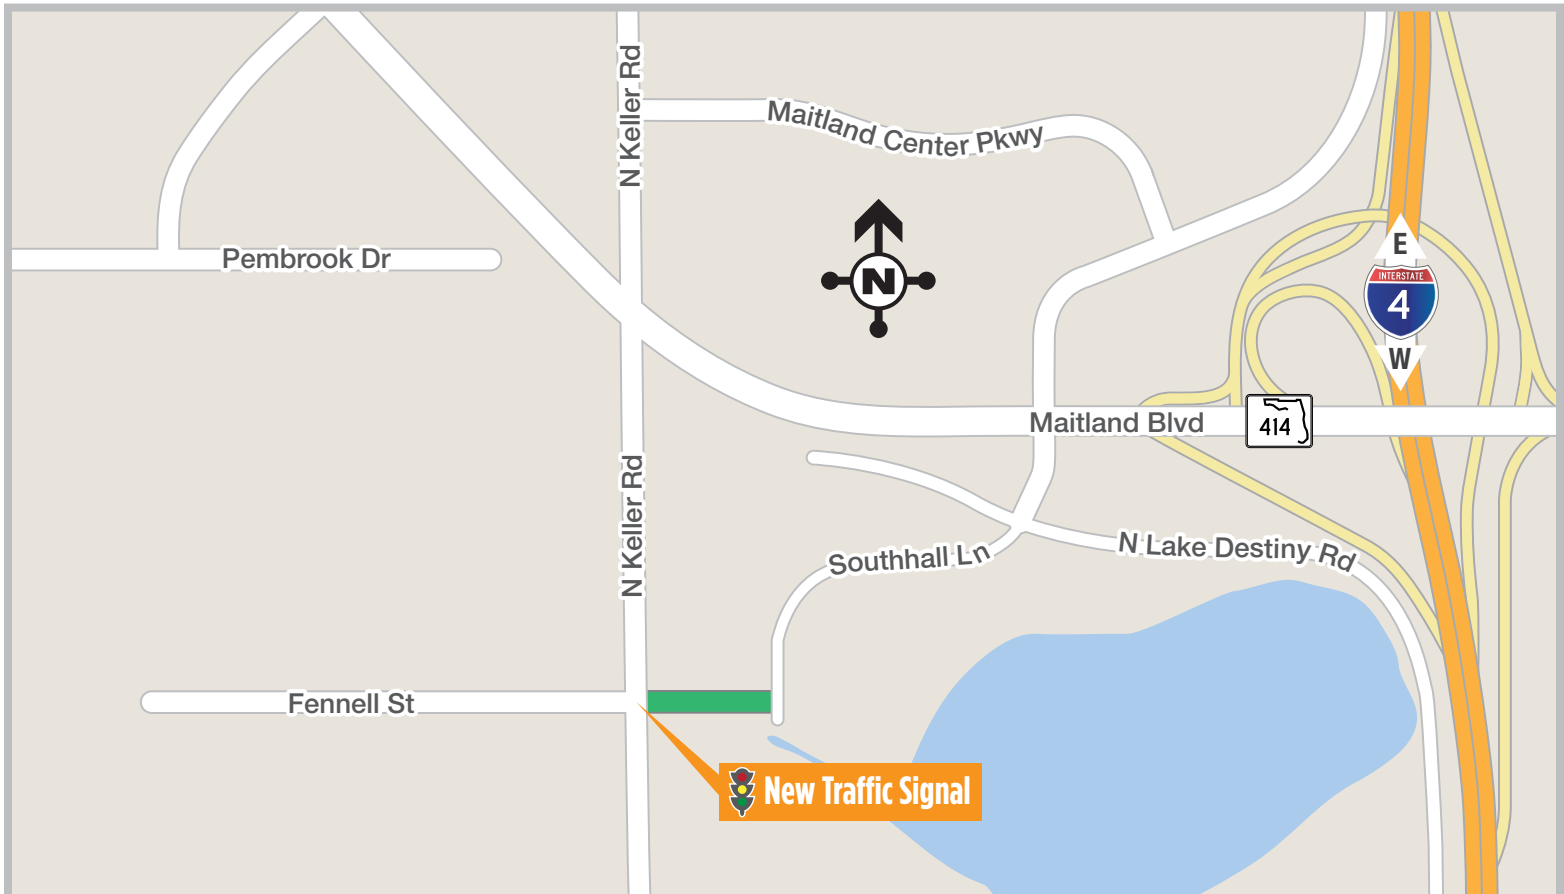 N Keller Rd
Maitland Center Pkwy
Pembrook Dr
N
E
INTERSTATE
4
W
Maitland Blvd
414
N Keller Rd
Southhall Ln
N Lake Destiny Rd
Fennell St
New Traffic Signal